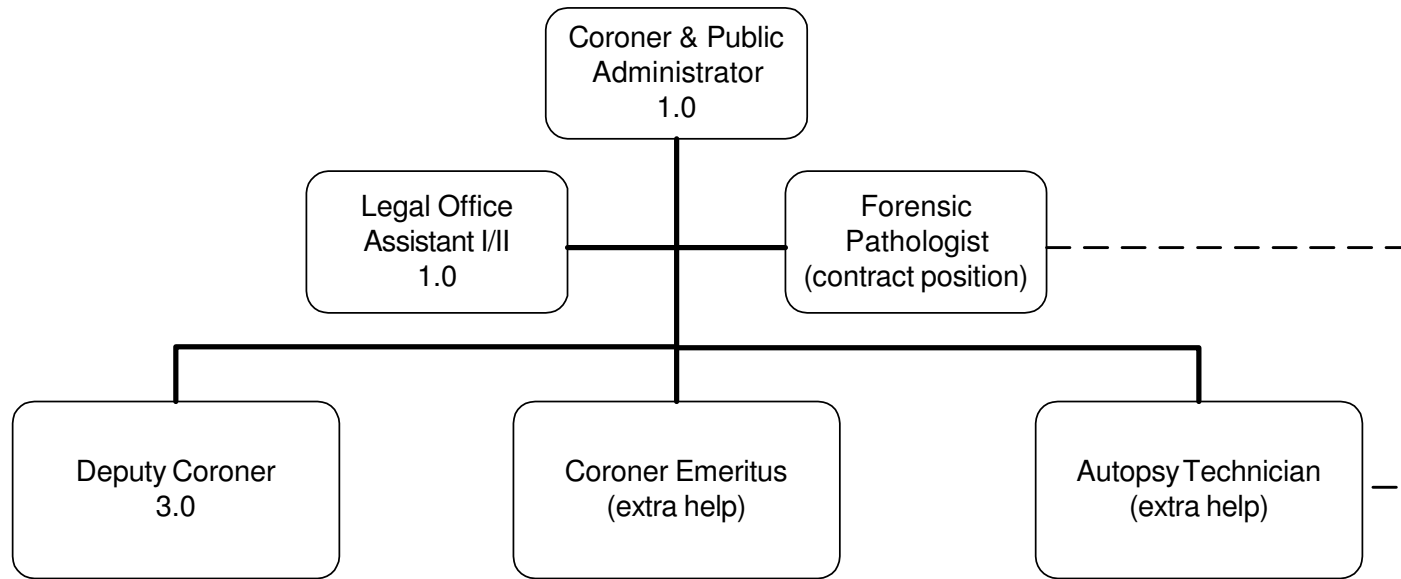 Coroner & Public
Administrator
1.0
Legal Office
Assistant I/II
1.0
Forensic
Pathologist
(contract position)
Deputy Coroner
3.0
Coroner Emeritus
(extra help)
Autopsy Technician
(extra help)